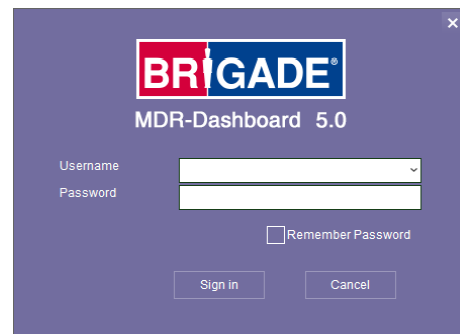 BRIGADE®
MDR-Dashboard 5.0
Username
Password
Remember Password
Sign in
Cancel